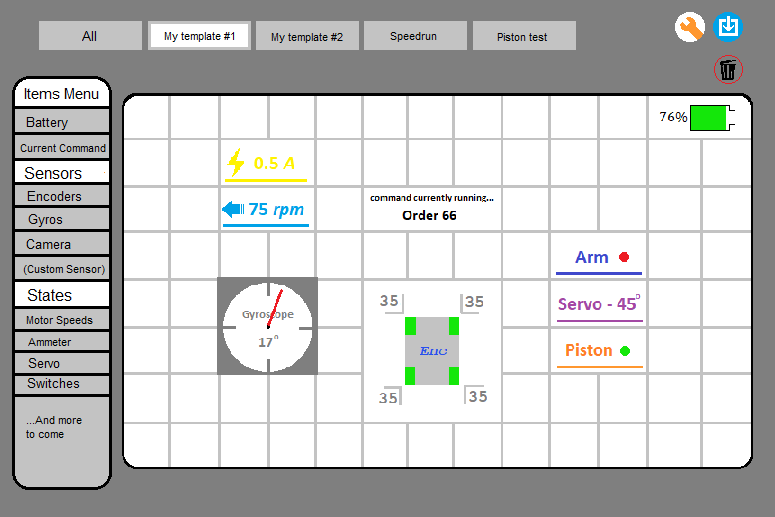 All
My template #1
My template #2
Speedrun
Piston test
Items Menu
Battery
Current Command
Sensors
Encoders
Gyros
Camera
(Custom Sensor)
States
Motor Speeds
Ammeter
Servo
Switches
...And more
to come
76%
0.5 A
75 rpm
command currently running...
Order 66
Arm
Servo - 45°
Piston
Gyroscope
17°
35
35
Enc
35
35